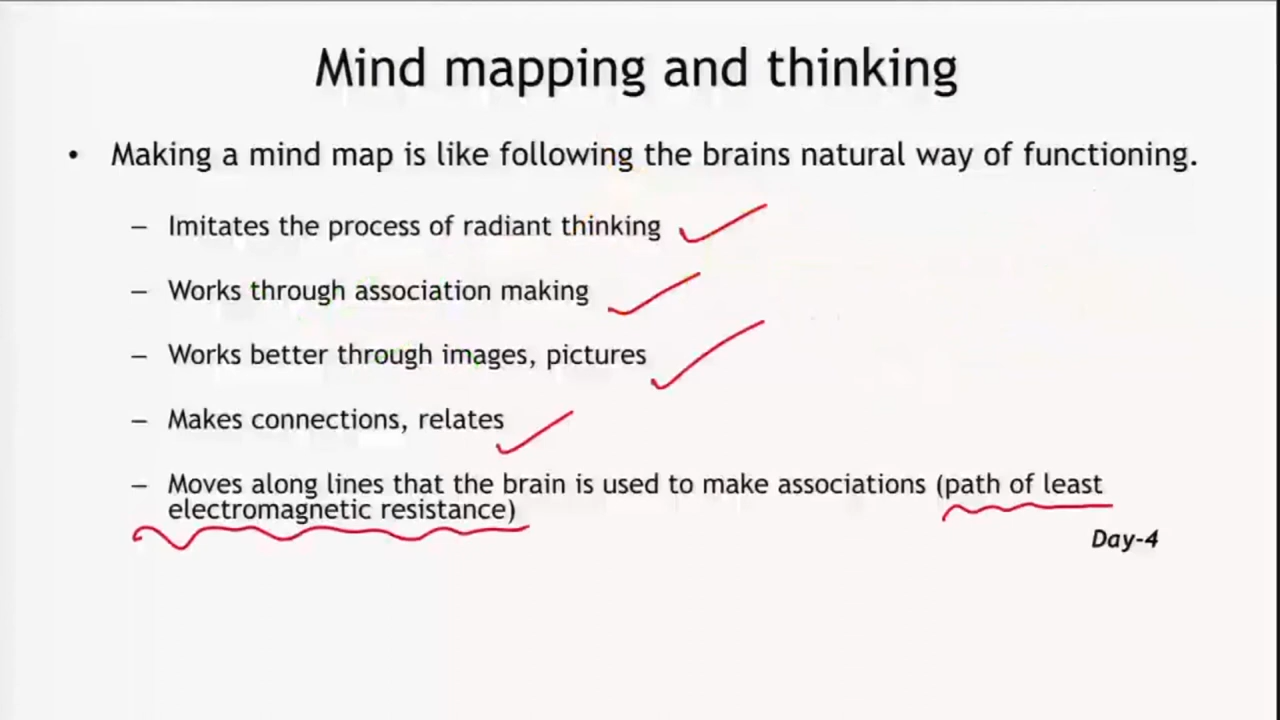 Mind mapping and thinking
• Making a mind map is like following the brains natural way of functioning.
– Imitates the process of radiant thinking
– Works through association making
– Works better through images, pictures
– Makes connections, relates
– Moves along lines that the brain is used to make associations (path of least
electromagnetic resistance)
Day-4